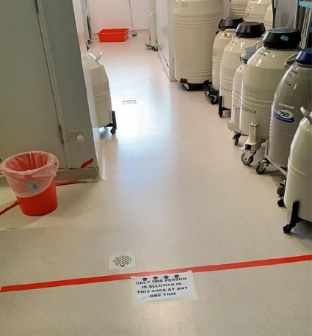 ONLY ONE PERSON
IS ALLOWED IN
THIS AREA AT ANY
ONE TIME